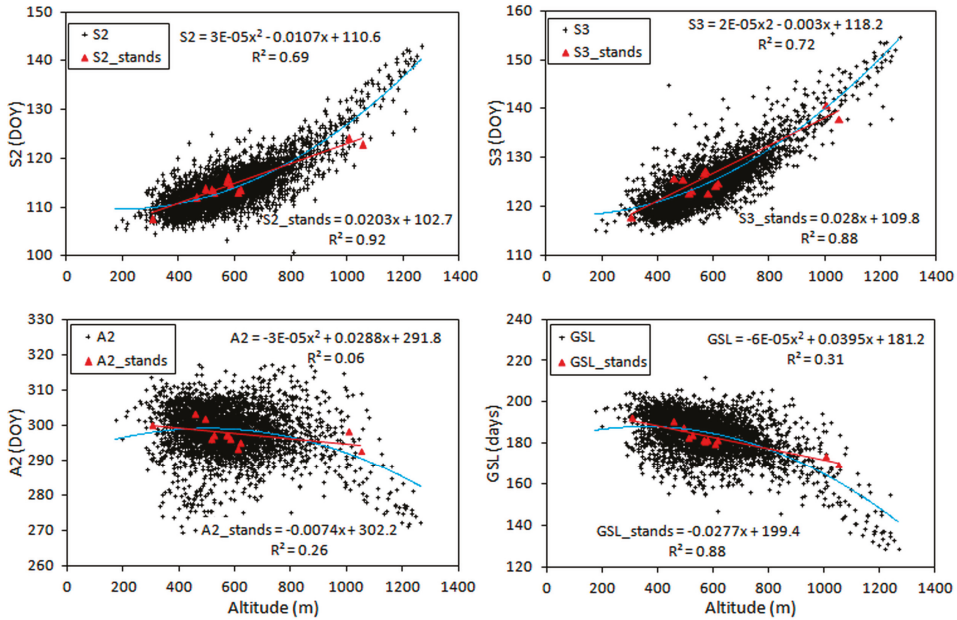 150
140
130
120
110
100
S2 (DOY)
S2
S2_stands
S2 = 3E-05x² - 0.0107x + 110.6
R² = 0.69
S2_stands = 0.0203x + 102.7
R² = 0.92
0 200 400 600 800 1000 1200 1400
160
150
140
130
120
110
S3 (DOY)
S3
S3_stands
S3 = 2E-05x2 - 0.003x + 118.2
R² = 0.72
S3_stands = 0.028x + 109.8
R² = 0.88
0 200 400 600 800 1000 1200 1400
330
320
310
300
290
280
270
260
A2 (DOY)
A2
A2_stands
A2 = -3E-05x² + 0.0288x + 291.8
R² = 0.06
A2_stands = -0.0074x + 302.2
R² = 0.26
0 200 400 600 800 1000 1200 1400
Altitude (m)
240
220
200
180
160
140
120
GSL (days)
GSL
GSL_stands
GSL = -6E-05x² + 0.0395x + 181.2
R² = 0.31
GSL_stands = -0.0277x + 199.4
R² = 0.88
0 200 400 600 800 1000 1200 1400
Altitude (m)